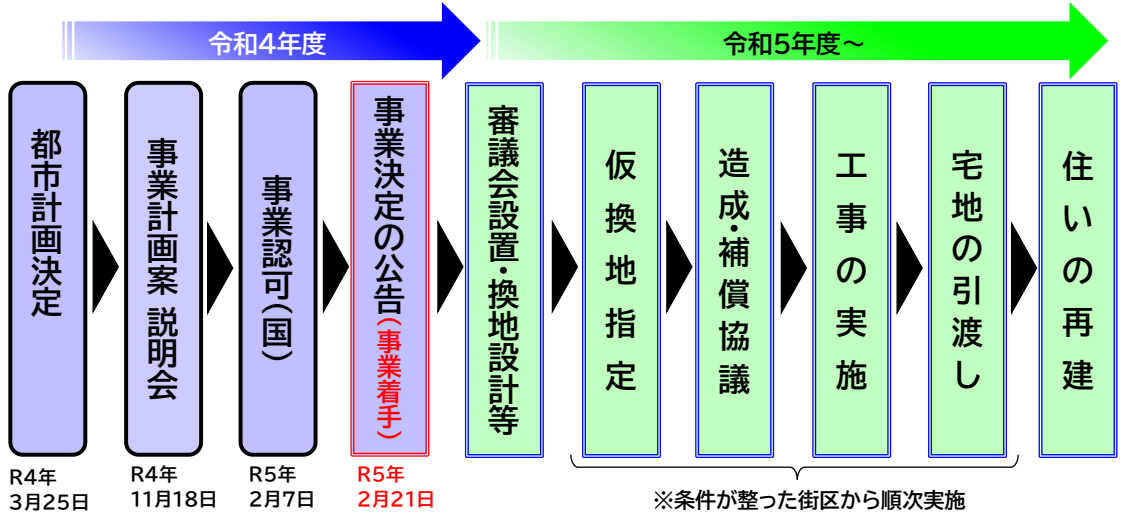 令和4年度
令和5年度～
都市計画決定
事業計画案 説明会
事業認可(国)
事業決定の公告(事業着手)
審議会設置・換地設計等
仮換地指定
造成・補償協議
工事の実施
宅地の引渡し
住いの再建
R4年
3月25日
R4年
11月18日
R5年
2月7日
R5年
2月21日
※条件が整った街区から順次実施